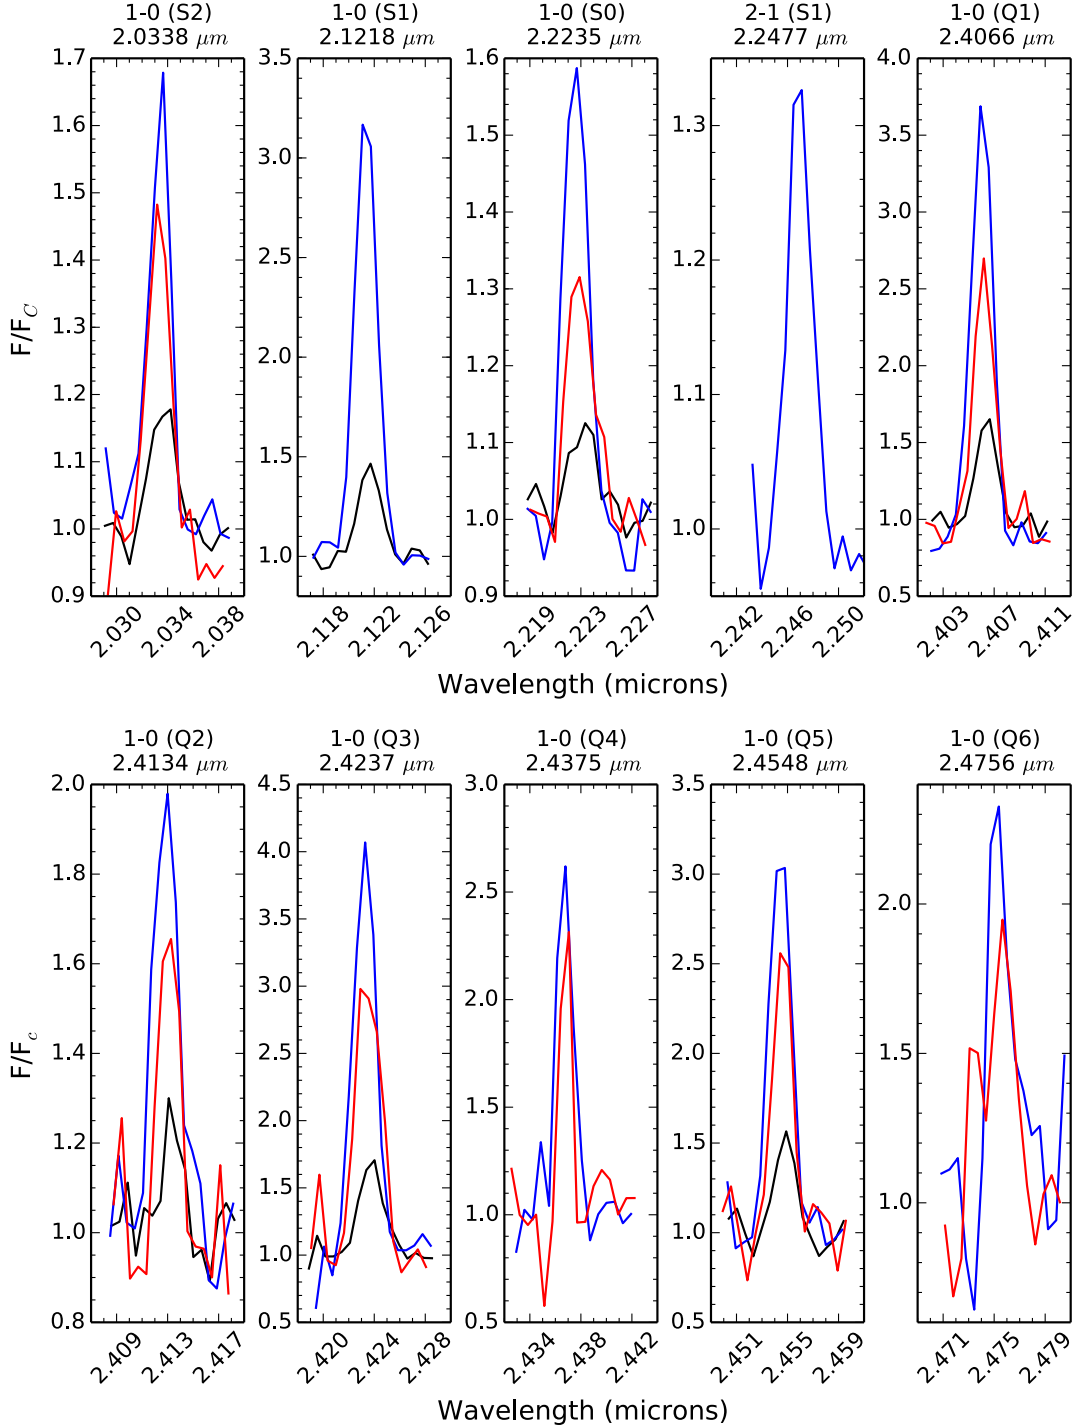 1-0 (S2) 1-0 (S1) 1-0 (S0) 2-1 (S1) 1-0 (Q1)
2.0338 μm 2.1218 μm 2.2235 μm 2.2477 μm 2.4066 μm
F/F_C
1.7 1.6 1.5 1.4 1.3 1.2 1.1 1.0 0.9
3.5 3.0 2.5 2.0 1.5 1.0
1.6 1.5 1.4 1.3 1.2 1.1 1.0 0.9
1.3 1.2 1.1 1.0
4.0 3.5 3.0 2.5 2.0 1.5 1.0 0.5
2.030 2.034 2.038 2.118 2.122 2.126 2.219 2.223 2.227 2.242 2.246 2.250 2.403 2.407 2.411
Wavelength (microns)
1-0 (Q2) 1-0 (Q3) 1-0 (Q4) 1-0 (Q5) 1-0 (Q6)
2.4134 μm 2.4237 μm 2.4375 μm 2.4548 μm 2.4756 μm
F/F_c
2.0 1.8 1.6 1.4 1.2 1.0 0.8
4.5 4.0 3.5 3.0 2.5 2.0 1.5 1.0 0.5
3.0 2.5 2.0 1.5 1.0 0.5
3.5 3.0 2.5 2.0 1.5 1.0 0.5
2.0 1.5 1.0
2.409 2.413 2.417 2.420 2.424 2.428 2.434 2.438 2.442 2.451 2.455 2.459 2.471 2.475 2.479
Wavelength (microns)